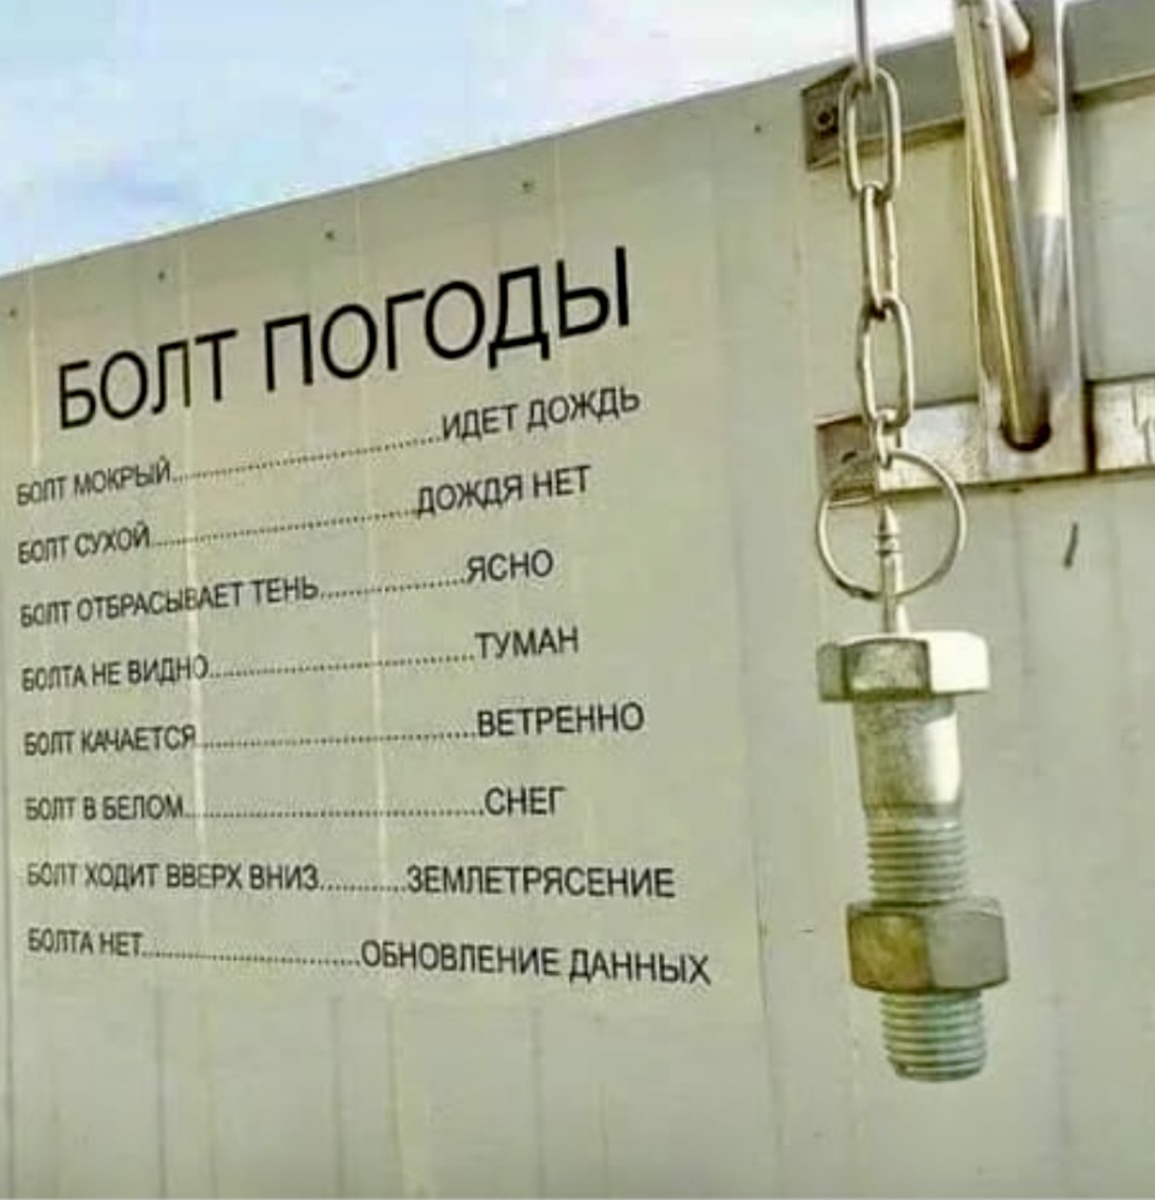 БОЛТ ПОГОДЫ
БОЛТ МОКРЫЙ..............................ИДЕТ ДОЖДЬ
БОЛТ СУХОЙ..............................ДОЖДЯ НЕТ
БОЛТ ОТБРАСЫВАЕТ ТЕНЬ..................ЯСНО
БОЛТА НЕ ВИДНО..............................ТУМАН
БОЛТ КАЧАЕТСЯ..............................ВЕТРЕННО
БОЛТ В БЕЛОМ..............................СНЕГ
БОЛТ ХОДИТ ВВЕРХ ВНИЗ...........ЗЕМЛЕТРЯСЕНИЕ
БОЛТА НЕТ..............................ОБНОВЛЕНИЕ ДАННЫХ